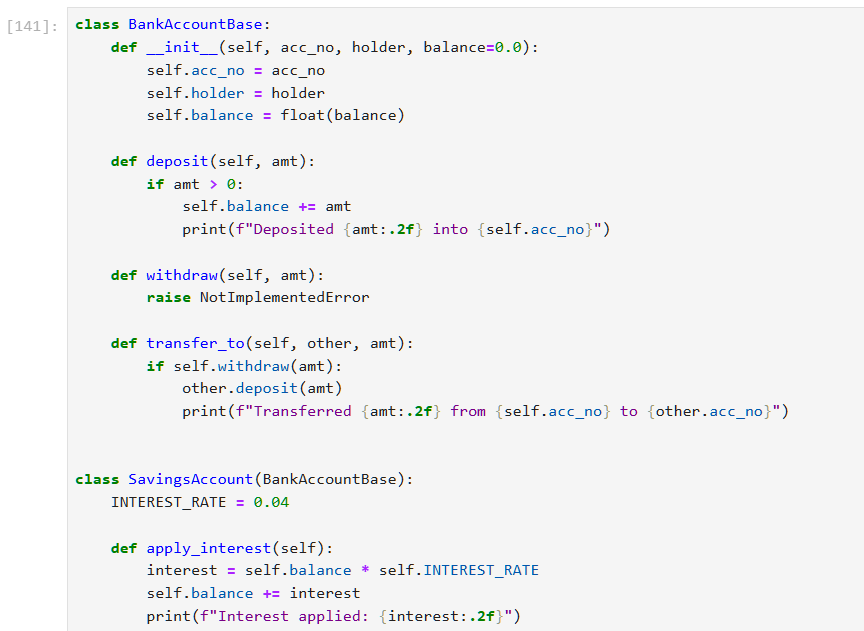 [141]: class BankAccountBase:
    def __init__(self, acc_no, holder, balance=0.0):
        self.acc_no = acc_no
        self.holder = holder
        self.balance = float(balance)

    def deposit(self, amt):
        if amt > 0:
            self.balance += amt
            print(f"Deposited {amt:.2f} into {self.acc_no}")

    def withdraw(self, amt):
        raise NotImplementedError

    def transfer_to(self, other, amt):
        if self.withdraw(amt):
            other.deposit(amt)
            print(f"Transferred {amt:.2f} from {self.acc_no} to {other.acc_no}")


class SavingsAccount(BankAccountBase):
    INTEREST_RATE = 0.04

    def apply_interest(self):
        interest = self.balance * self.INTEREST_RATE
        self.balance += interest
        print(f"Interest applied: {interest:.2f}")